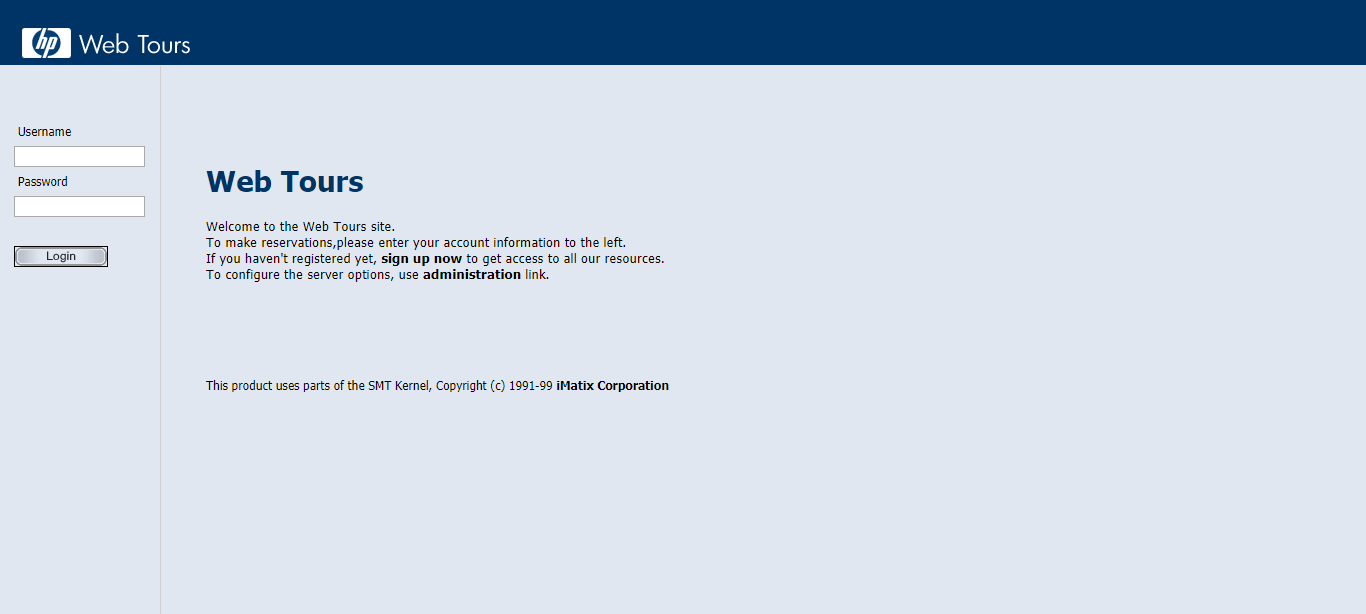 hp Web Tours
Username
Password
Login
Web Tours
Welcome to the Web Tours site.
To make reservations,please enter your account information to the left.
If you haven't registered yet, sign up now to get access to all our resources.
To configure the server options, use administration link.
This product uses parts of the SMT Kernel, Copyright (c) 1991-99 iMatix Corporation